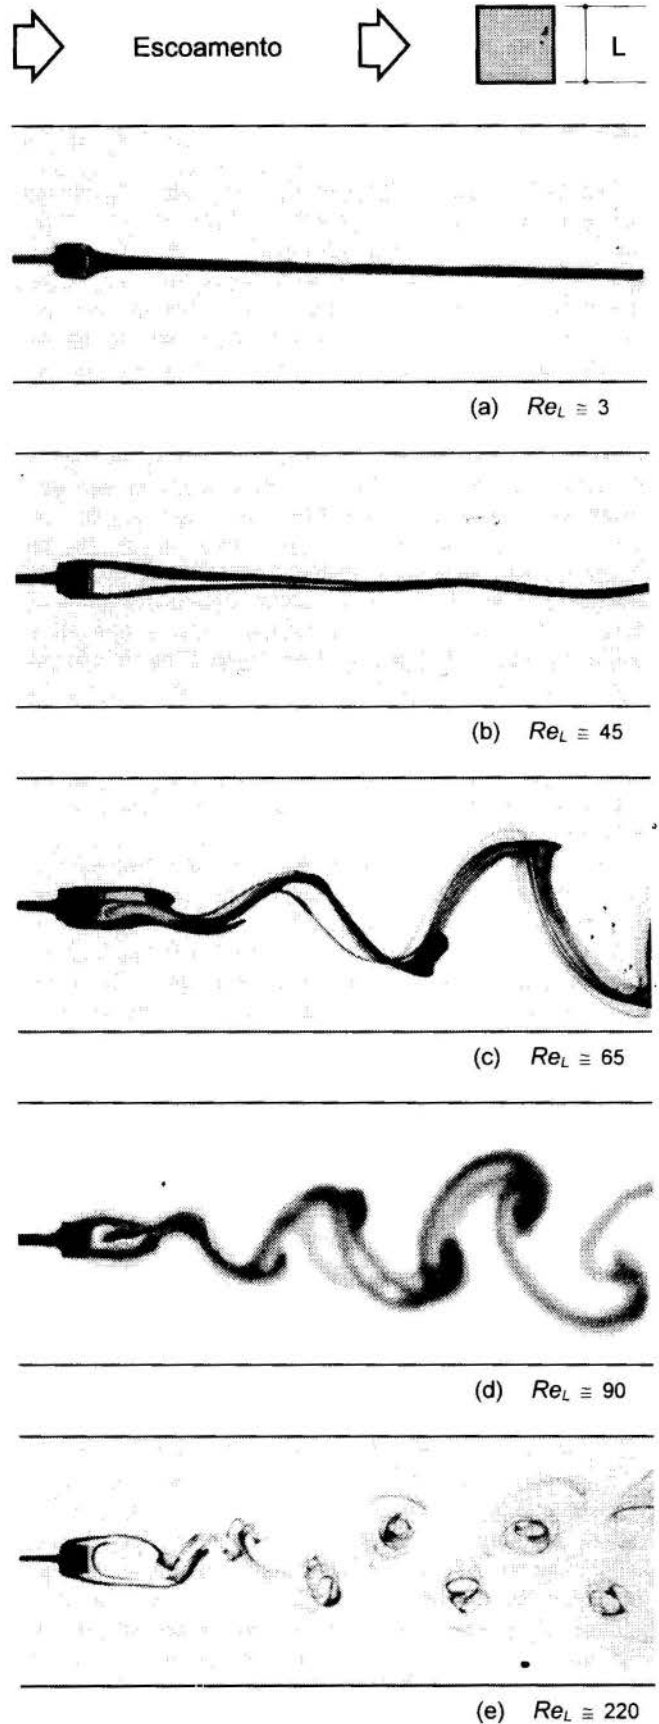 Escoamento
L
(a) Re_L ≅ 3
(b) Re_L ≅ 45
(c) Re_L ≅ 65
(d) Re_L ≅ 90
(e) Re_L ≅ 220